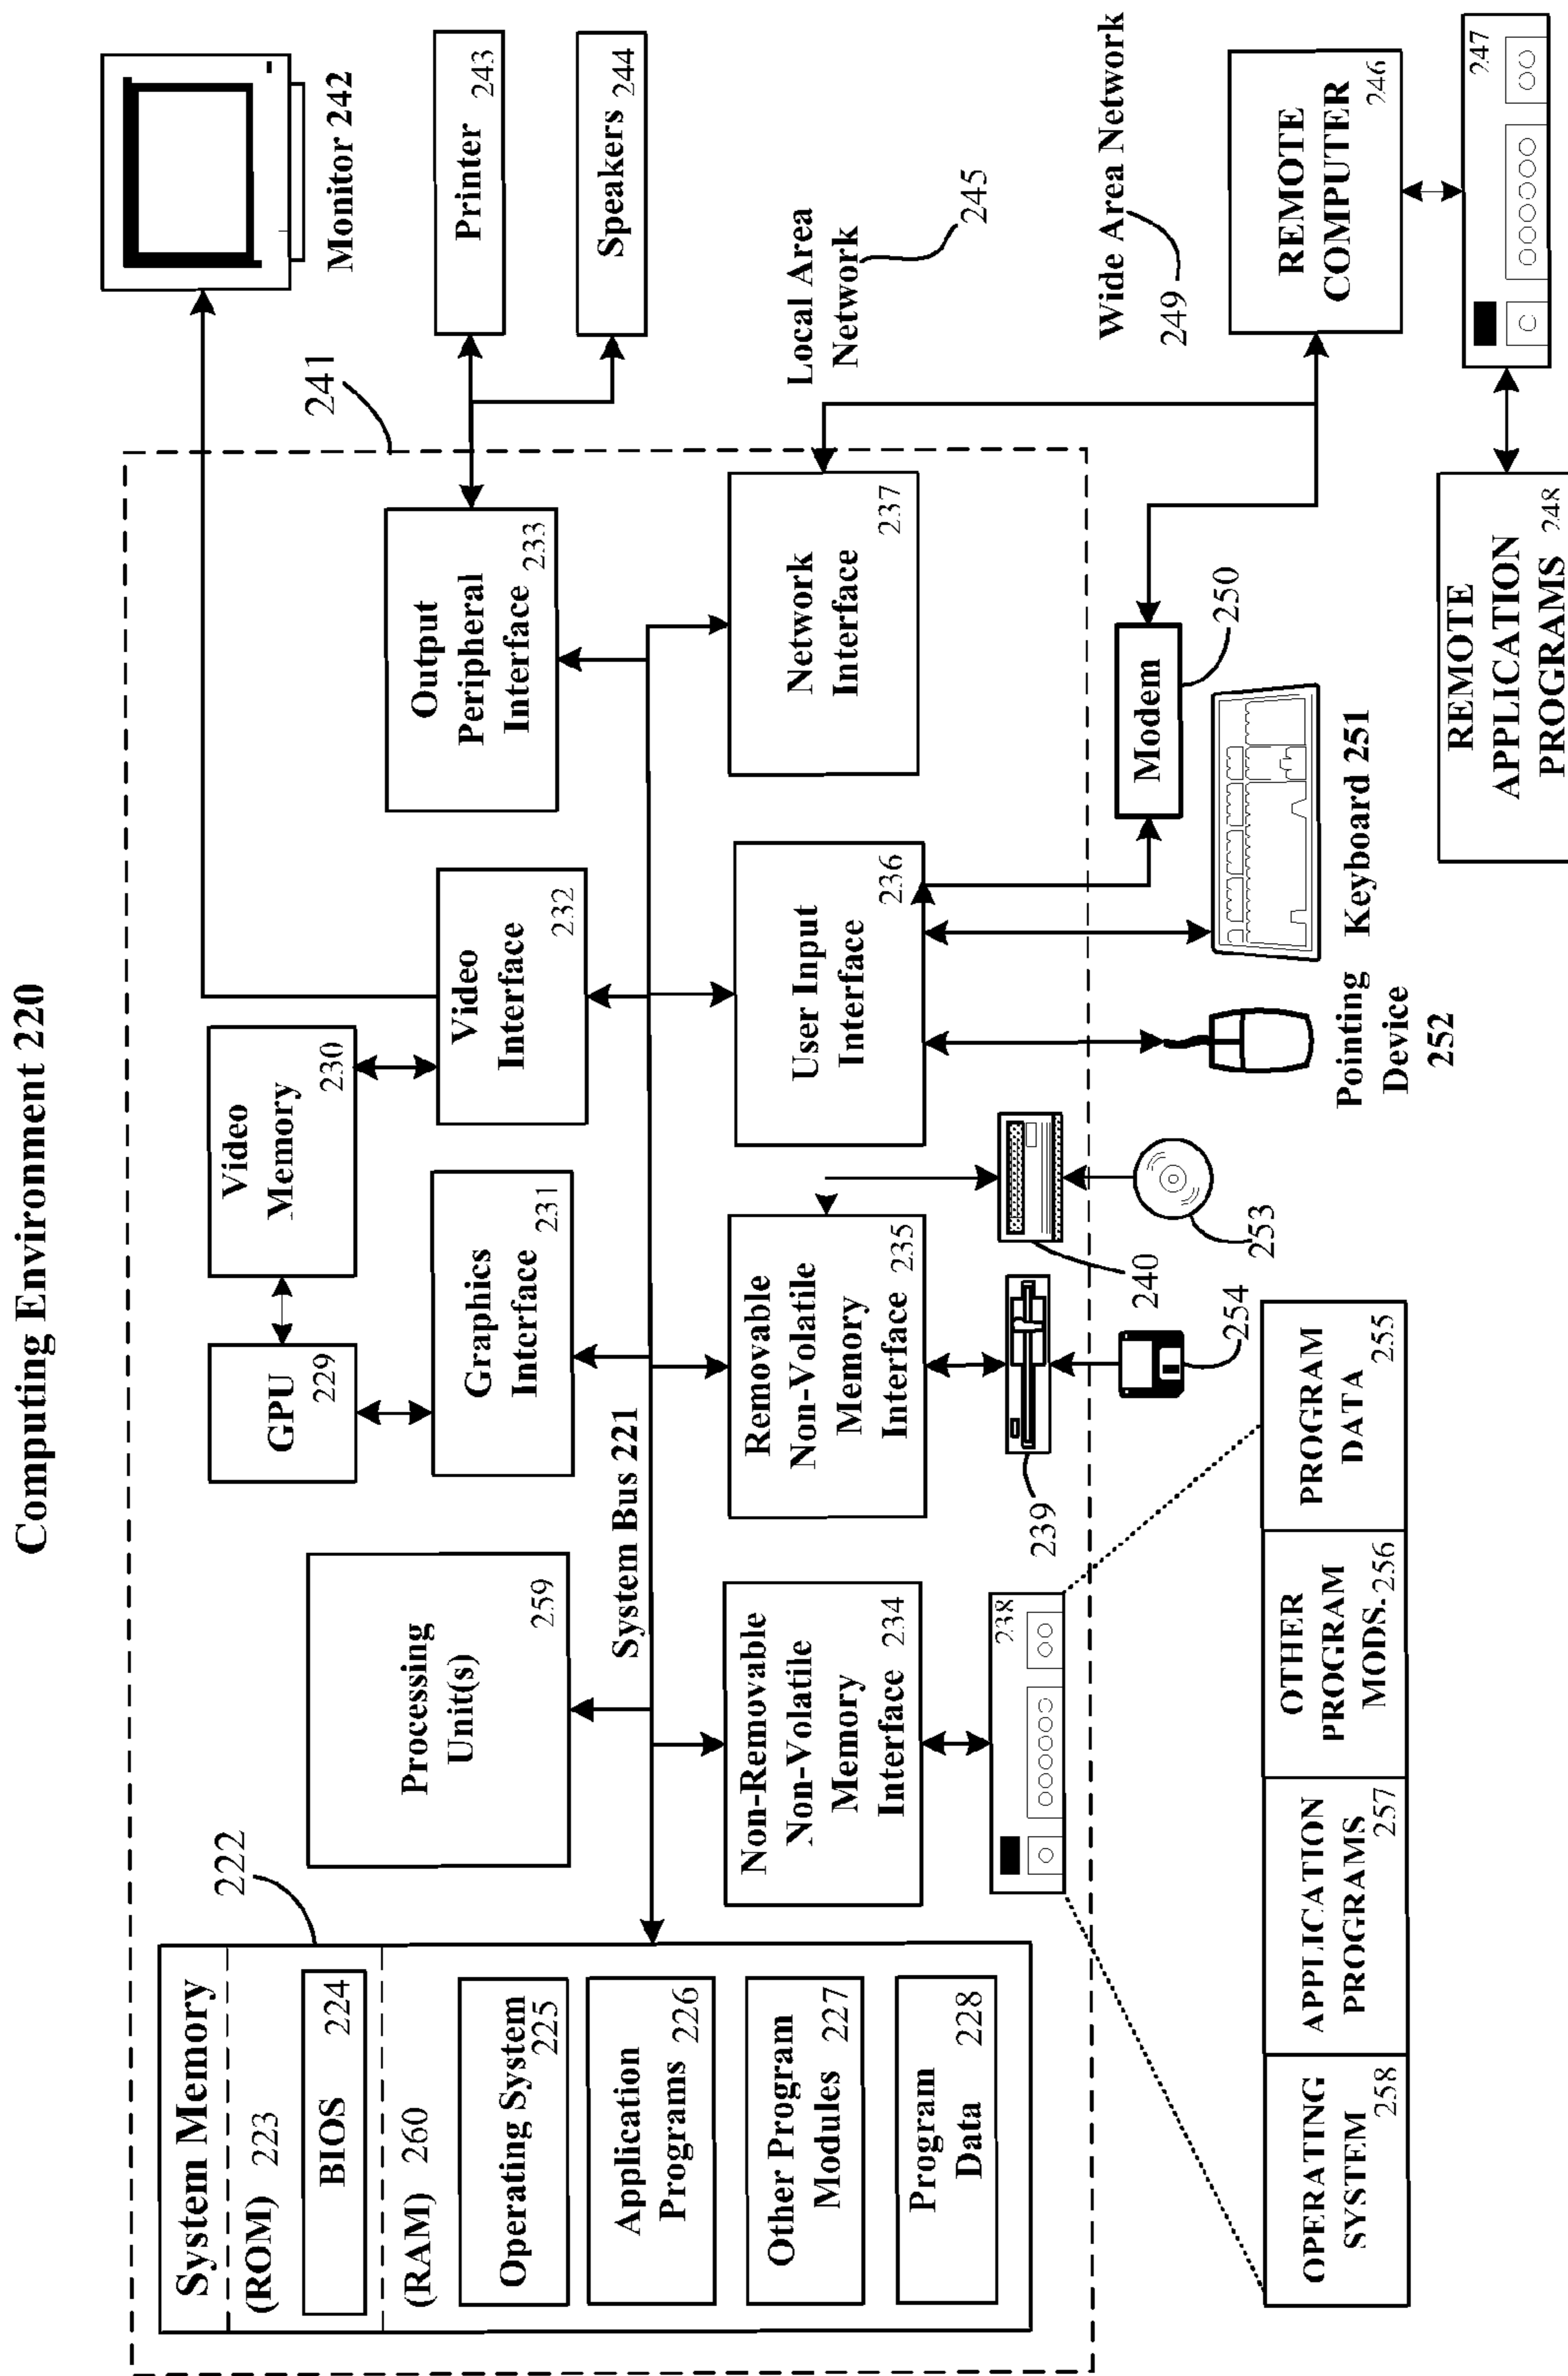 Computing Environment 220
System Memory
(ROM) 223
BIOS 224
(RAM) 260
Operating System
225
Application
Programs 226
Other Program
Modules 227
Program
Data 228
222
Processing
Unit(s)
259
System Bus 221
GPU
229
Video
Memory
230
Graphics
Interface
231
Video
Interface
232
Output
Peripheral
Interface 233
241
Monitor 242
Printer 243
Speakers 244
Non-Removable
Non-Volatile
Memory
Interface 234
Removable
Non-Volatile
Memory
Interface 235
User Input
Interface
236
Network
Interface
237
Local Area
Network
245
Wide Area Network
249
238
239
240
254
253
Pointing
Device
252
Keyboard 251
Modem
250
REMOTE
COMPUTER
246
247
REMOTE
APPLICATION
PROGRAMS 248
OPERATING
SYSTEM
258
APPLICATION
PROGRAMS
257
OTHER
PROGRAM
MODS. 256
PROGRAM
DATA
255